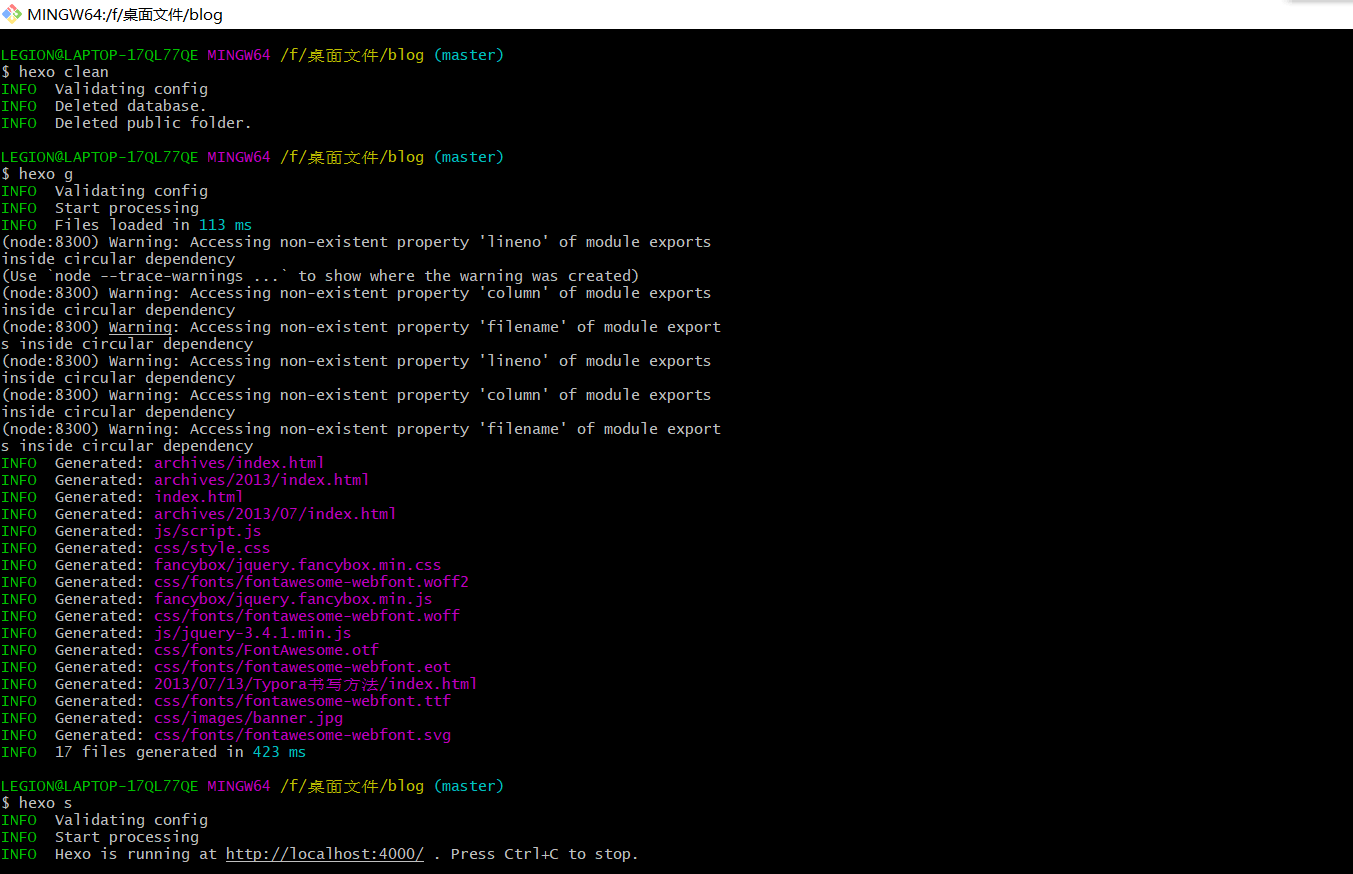 MINGW64:/f/桌面文件/blog
LEGION@LAPTOP-17QL77QE MINGW64 /f/桌面文件/blog (master)
$ hexo clean
INFO  Validating config
INFO  Deleted database.
INFO  Deleted public folder.
LEGION@LAPTOP-17QL77QE MINGW64 /f/桌面文件/blog (master)
$ hexo g
INFO  Validating config
INFO  Start processing
INFO  Files loaded in 113 ms
(node:8300) Warning: Accessing non-existent property 'lineno' of module exports
inside circular dependency
(Use `node --trace-warnings ...` to show where the warning was created)
(node:8300) Warning: Accessing non-existent property 'column' of module exports
inside circular dependency
(node:8300) Warning: Accessing non-existent property 'filename' of module export
s inside circular dependency
(node:8300) Warning: Accessing non-existent property 'lineno' of module exports
inside circular dependency
(node:8300) Warning: Accessing non-existent property 'column' of module exports
inside circular dependency
(node:8300) Warning: Accessing non-existent property 'filename' of module export
s inside circular dependency
INFO  Generated: archives/index.html
INFO  Generated: archives/2013/index.html
INFO  Generated: index.html
INFO  Generated: archives/2013/07/index.html
INFO  Generated: js/script.js
INFO  Generated: css/style.css
INFO  Generated: fancybox/jquery.fancybox.min.css
INFO  Generated: css/fonts/fontawesome-webfont.woff2
INFO  Generated: fancybox/jquery.fancybox.min.js
INFO  Generated: css/fonts/fontawesome-webfont.woff
INFO  Generated: js/jquery-3.4.1.min.js
INFO  Generated: css/fonts/FontAwesome.otf
INFO  Generated: css/fonts/fontawesome-webfont.eot
INFO  Generated: 2013/07/13/Typora书写方法/index.html
INFO  Generated: css/fonts/fontawesome-webfont.ttf
INFO  Generated: css/images/banner.jpg
INFO  Generated: css/fonts/fontawesome-webfont.svg
INFO  17 files generated in 423 ms
LEGION@LAPTOP-17QL77QE MINGW64 /f/桌面文件/blog (master)
$ hexo s
INFO  Validating config
INFO  Start processing
INFO  Hexo is running at http://localhost:4000/ . Press Ctrl+C to stop.